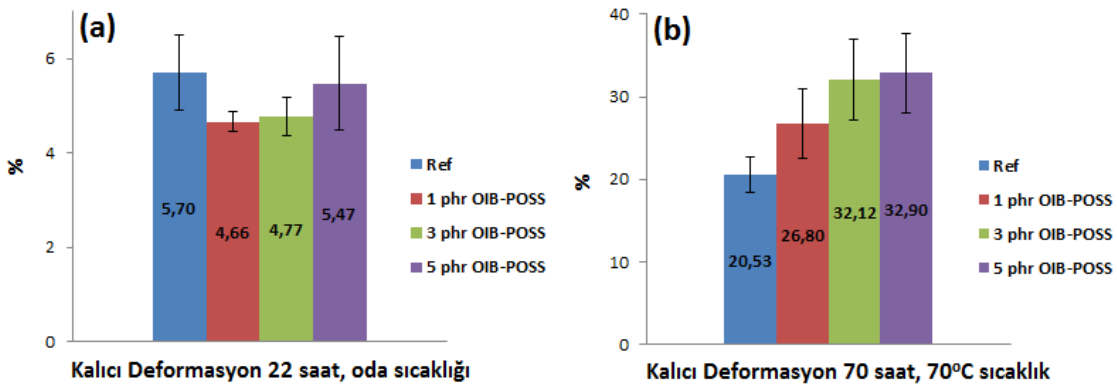 (a)
6
4
2
0
%
5,70
4,66
4,77
5,47
Ref
1 phr OIB-POSS
3 phr OIB-POSS
5 phr OIB-POSS
Kalıcı Deformasyon 22 saat, oda sıcaklığı
(b)
40
30
20
10
0
%
20,53
26,80
32,12
32,90
Ref
1 phr OIB-POSS
3 phr OIB-POSS
5 phr OIB-POSS
Kalıcı Deformasyon 70 saat, 70ºC sıcaklık